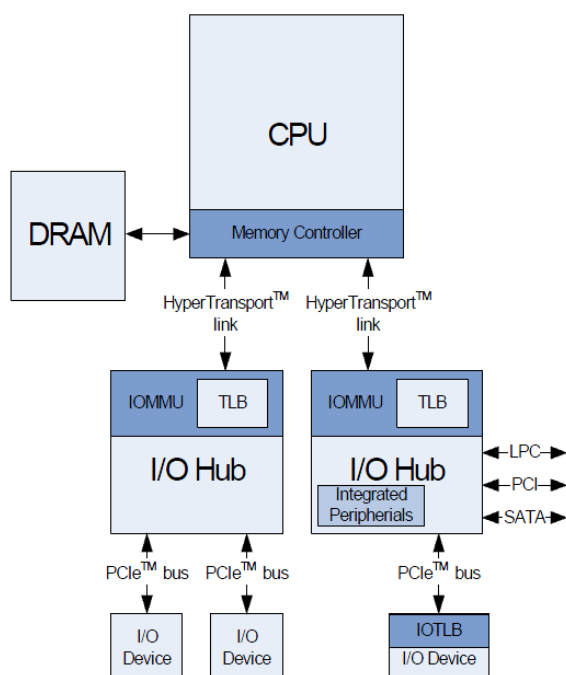 CPU
Memory Controller
DRAM
HyperTransport™
link
HyperTransport™
link
IOMMU
TLB
I/O Hub
IOMMU
TLB
I/O Hub
Integrated
Peripherials
LPC
PCI
SATA
PCIe™ bus
PCIe™ bus
PCIe™ bus
I/O
Device
I/O
Device
IOTLB
I/O Device